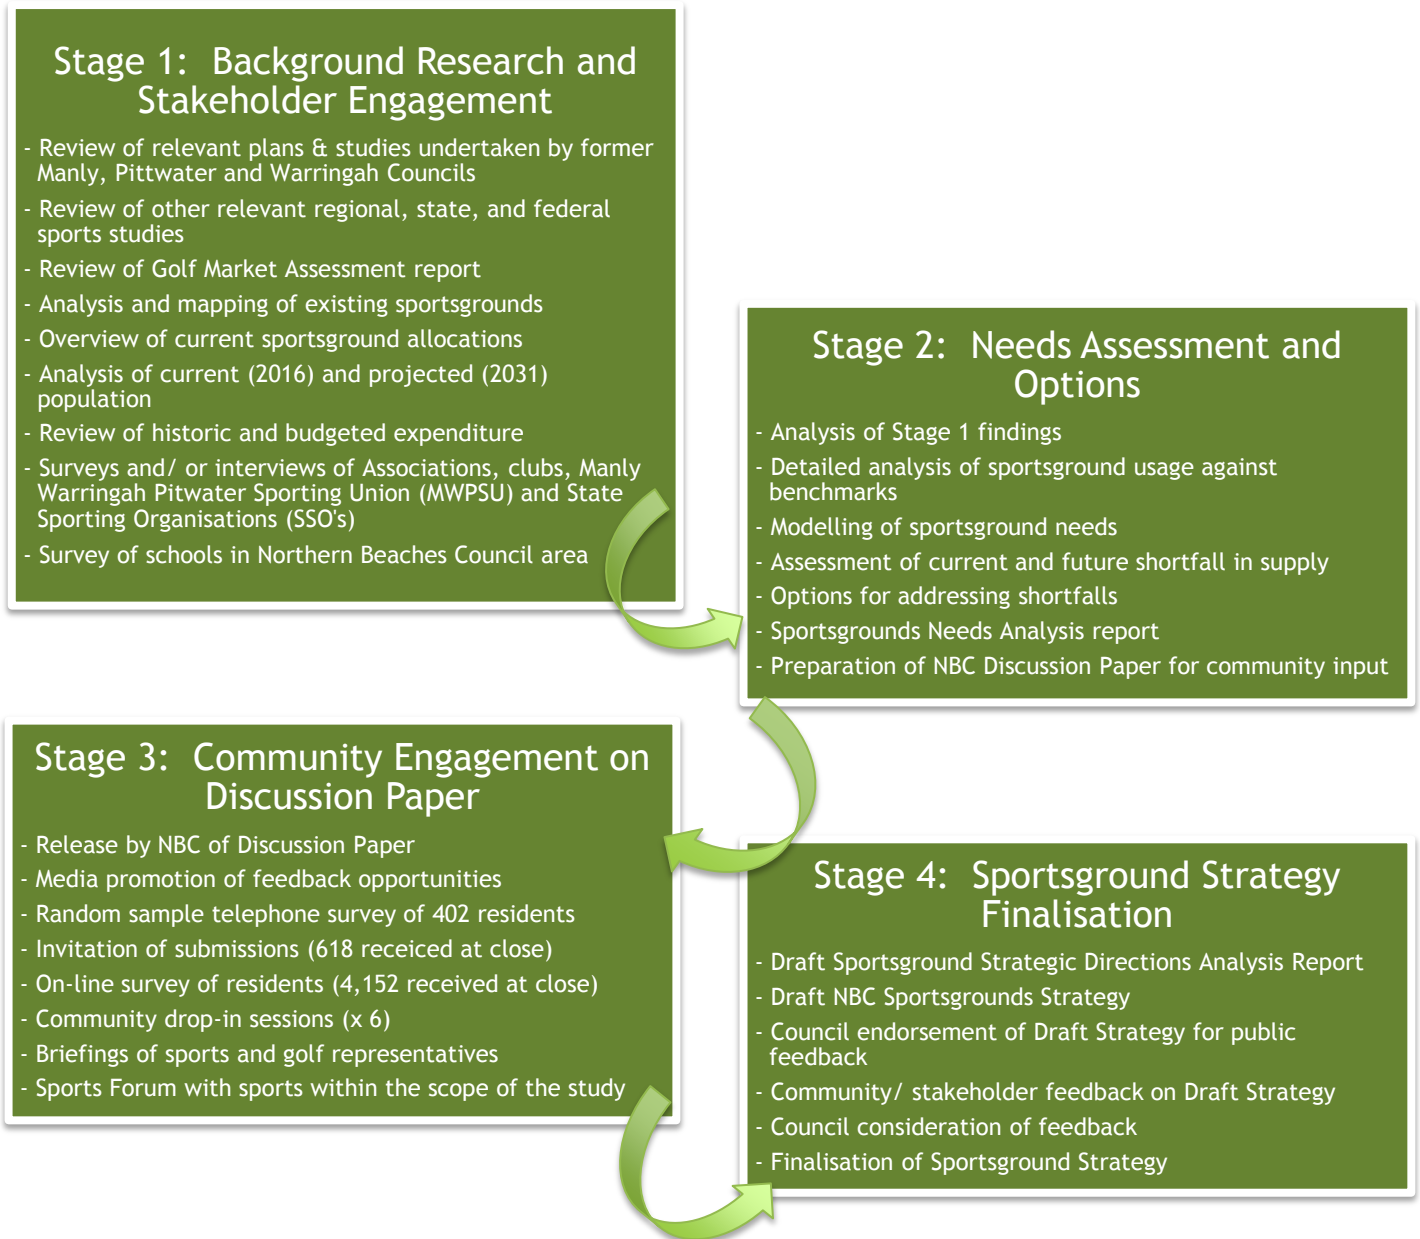 Stage 1: Background Research and
Stakeholder Engagement
- Review of relevant plans & studies undertaken by former
Manly, Pittwater and Warringah Councils
- Review of other relevant regional, state, and federal
sports studies
- Review of Golf Market Assessment report
- Analysis and mapping of existing sportsgrounds
- Overview of current sportsground allocations
- Analysis of current (2016) and projected (2031)
population
- Review of historic and budgeted expenditure
- Surveys and/ or interviews of Associations, clubs, Manly
Warringah Pitwater Sporting Union (MWPSU) and State
Sporting Organisations (SSO's)
- Survey of schools in Northern Beaches Council area
Stage 2: Needs Assessment and
Options
- Analysis of Stage 1 findings
- Detailed analysis of sportsground usage against
benchmarks
- Modelling of sportsground needs
- Assessment of current and future shortfall in supply
- Options for addressing shortfalls
- Sportsgrounds Needs Analysis report
- Preparation of NBC Discussion Paper for community input
Stage 3: Community Engagement on
Discussion Paper
- Release by NBC of Discussion Paper
- Media promotion of feedback opportunities
- Random sample telephone survey of 402 residents
- Invitation of submissions (618 receiced at close)
- On-line survey of residents (4,152 received at close)
- Community drop-in sessions (x 6)
- Briefings of sports and golf representatives
- Sports Forum with sports within the scope of the study
Stage 4: Sportsground Strategy
Finalisation
- Draft Sportsground Strategic Directions Analysis Report
- Draft NBC Sportsgrounds Strategy
- Council endorsement of Draft Strategy for public
feedback
- Community/ stakeholder feedback on Draft Strategy
- Council consideration of feedback
- Finalisation of Sportsground Strategy